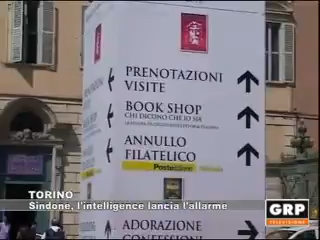 PRENOTAZIONI
VISITE
BOOK SHOP
CHI DICONO CHE IO SIA
ANNULLO
FILATELICO
Posteitaliane
TORINO
Sindone, l'intelligence lancia l'allarme
GRP
TELEVISIONE
ADORAZIONE
CONFESSIONI